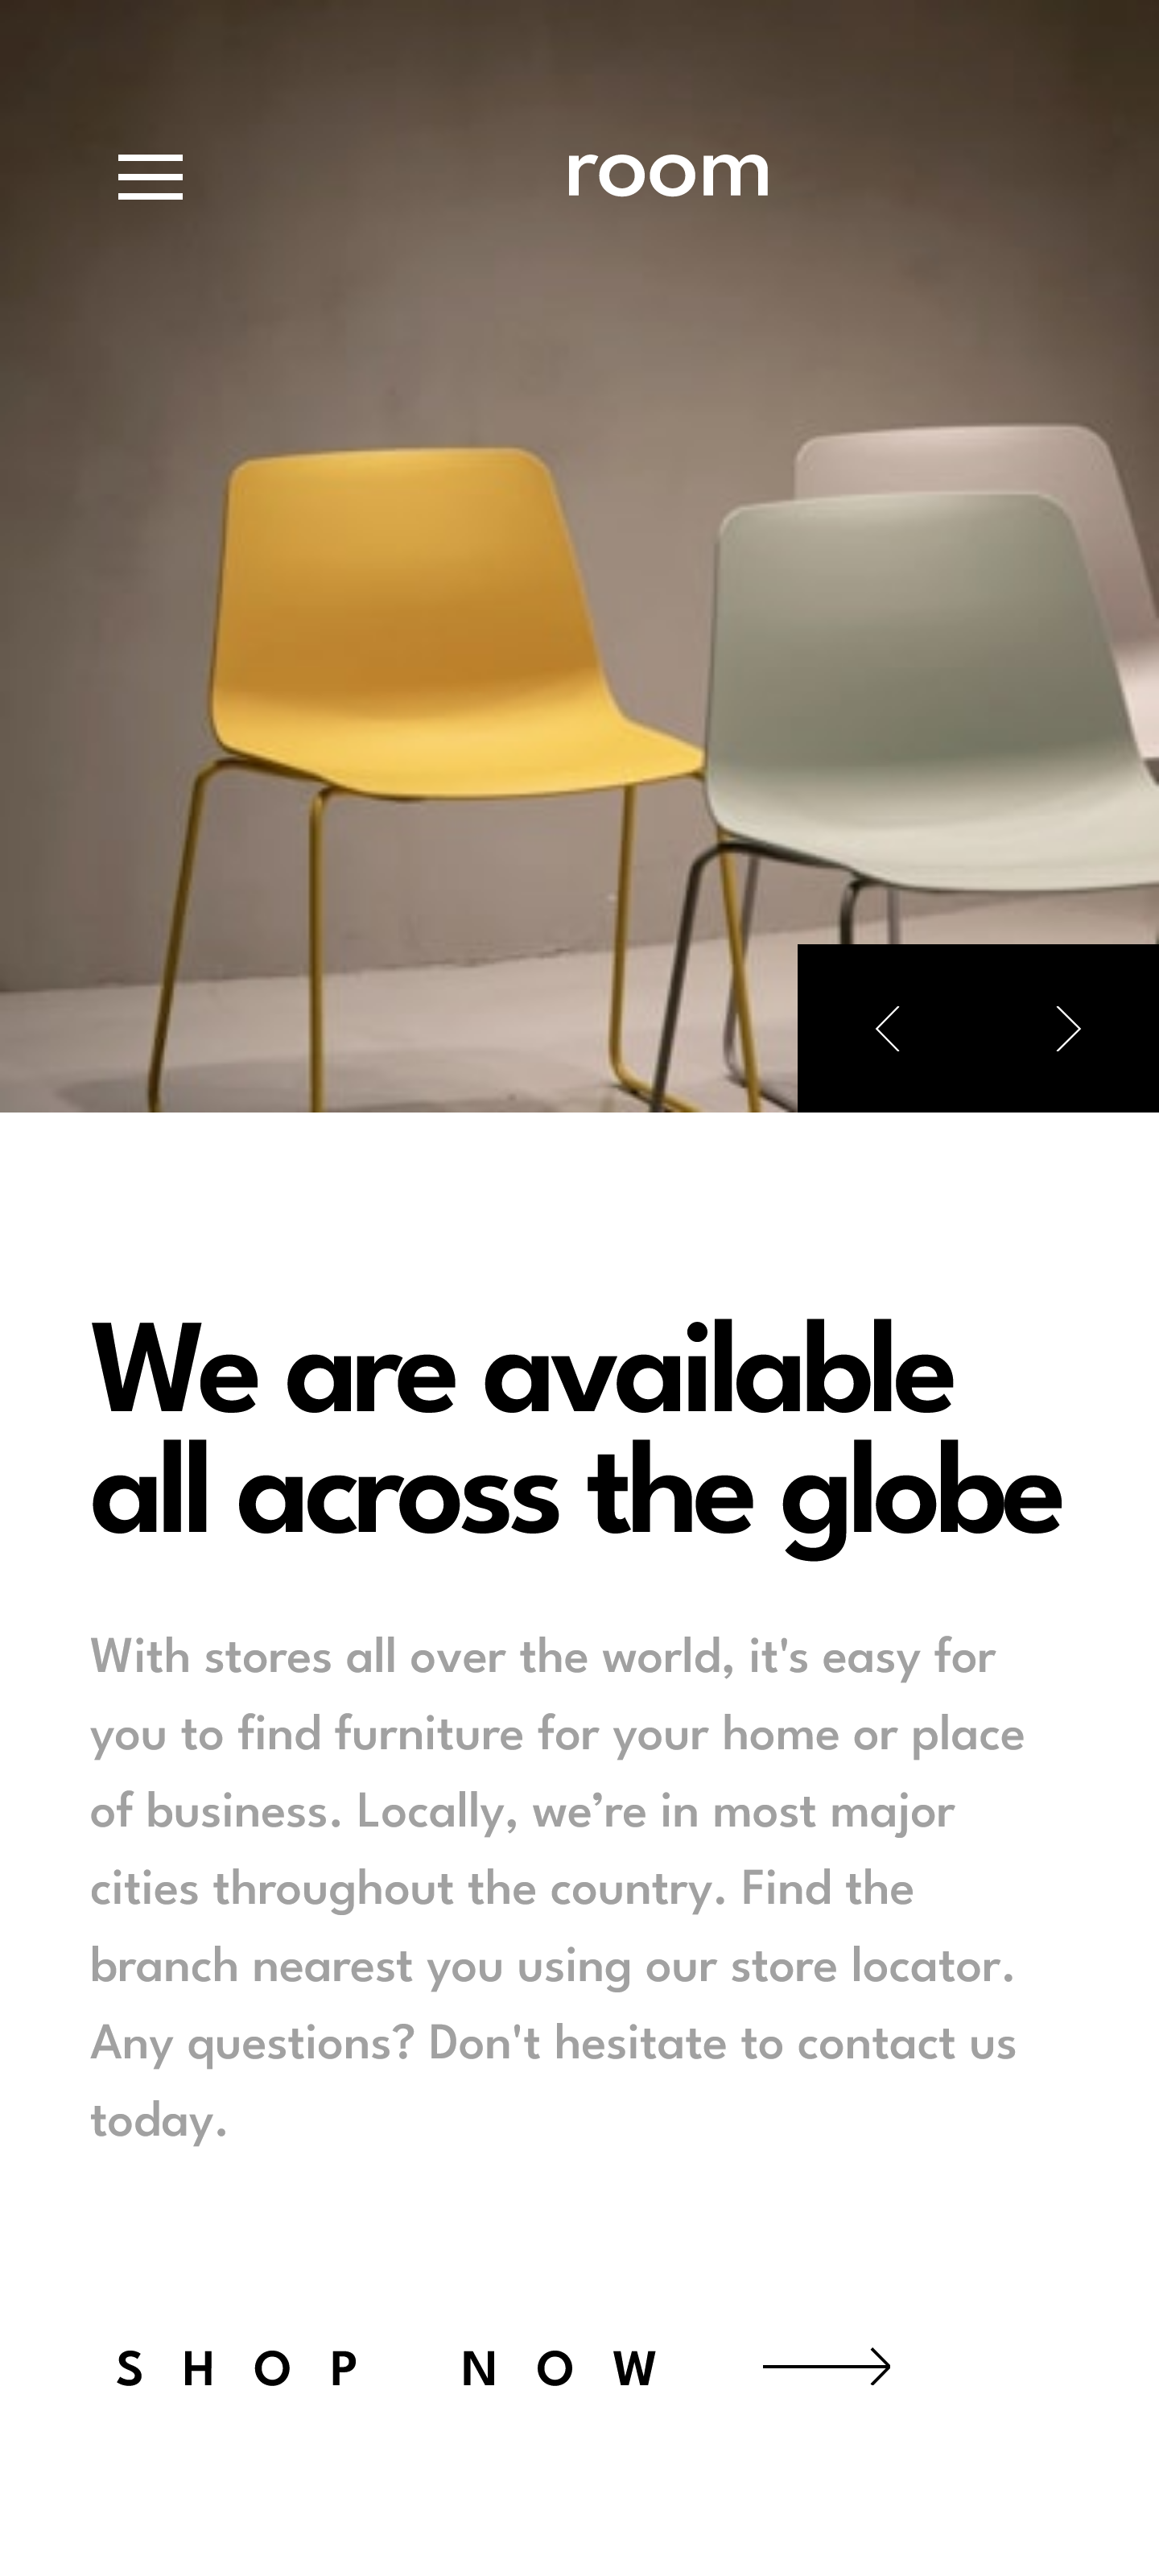 room
We are available
all across the globe
With stores all over the world, it's easy for
you to find furniture for your home or place
of business. Locally, we’re in most major
cities throughout the country. Find the
branch nearest you using our store locator.
Any questions? Don't hesitate to contact us
today.
SHOP NOW